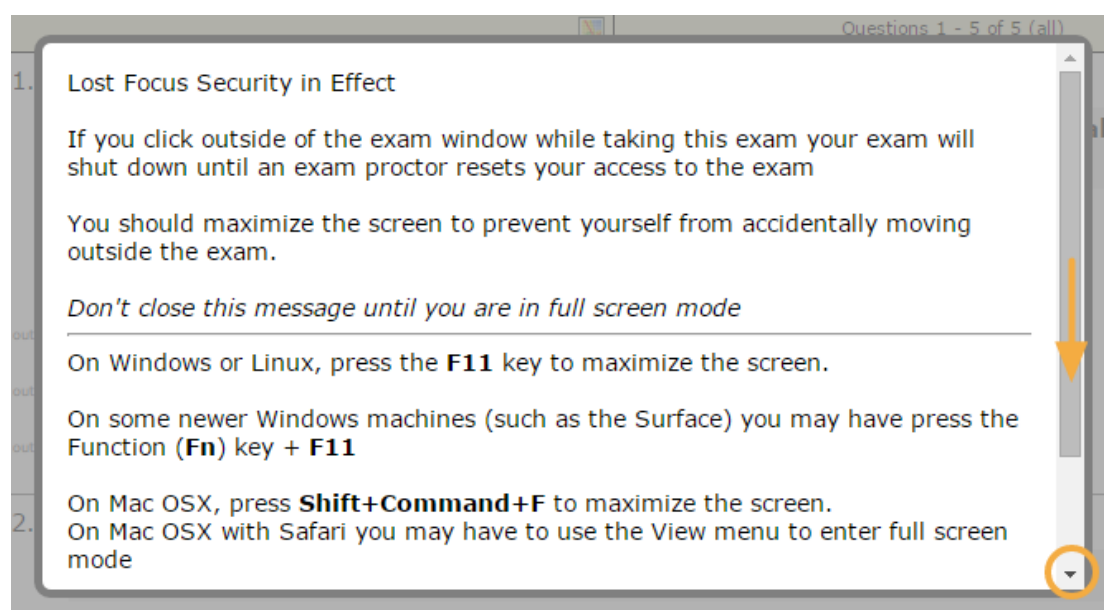 Questions 1 - 5 of 5 (all)
1.
Lost Focus Security in Effect
If you click outside of the exam window while taking this exam your exam will
shut down until an exam proctor resets your access to the exam
You should maximize the screen to prevent yourself from accidentally moving
outside the exam.
Don't close this message until you are in full screen mode
out
On Windows or Linux, press the F11 key to maximize the screen.
out
On some newer Windows machines (such as the Surface) you may have press the
Function (Fn) key + F11
out
On Mac OSX, press Shift+Command+F to maximize the screen.
2.
On Mac OSX with Safari you may have to use the View menu to enter full screen
mode